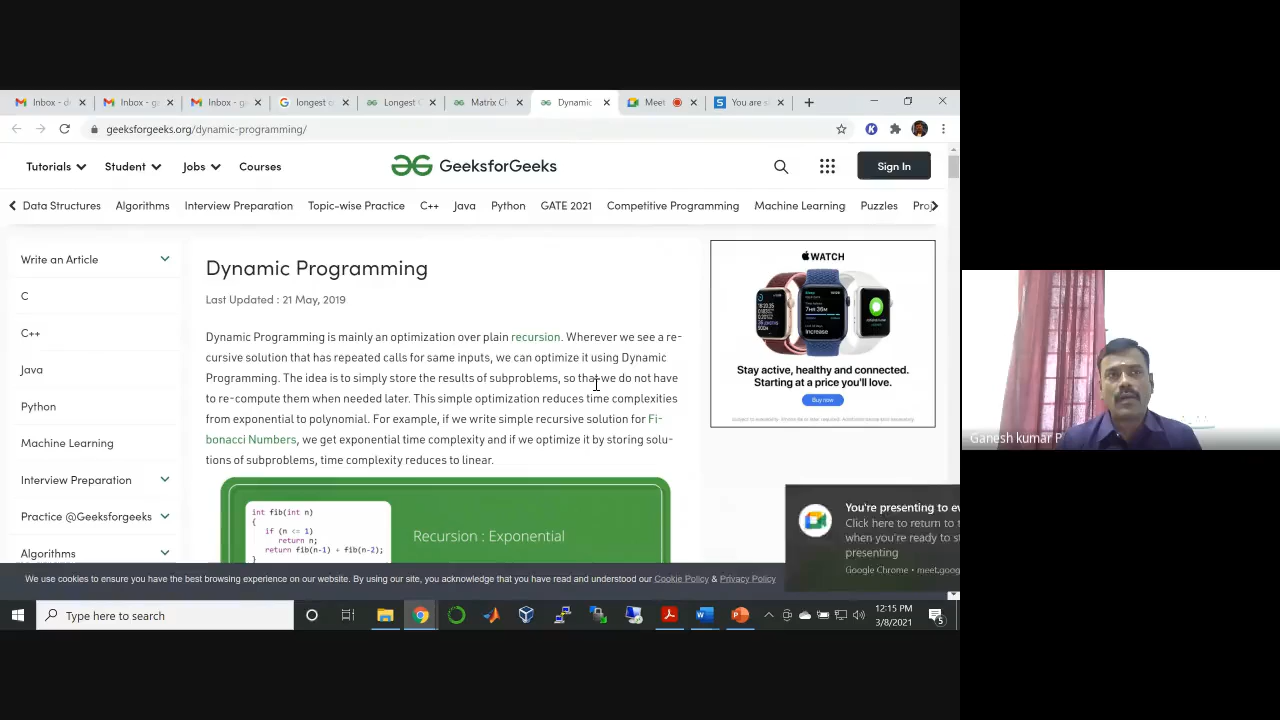 Inbox - d
Inbox - g
Inbox - g
longest c
Longest
Matrix C
Dynamic
Meet
You are s
geeksforgeeks.org/dynamic-programming/
Tutorials Student Jobs Courses
GeeksforGeeks
Sign In
Data Structures Algorithms Interview Preparation Topic-wise Practice C++ Java Python GATE 2021 Competitive Programming Machine Learning Puzzles Proj
Write an Article
C
C++
Java
Python
Machine Learning
Interview Preparation
Practice @Geeksforgeeks
Algorithms
Dynamic Programming
Last Updated : 21 May, 2019
Dynamic Programming is mainly an optimization over plain recursion. Wherever we see a re-
cursive solution that has repeated calls for same inputs, we can optimize it using Dynamic
Programming. The idea is to simply store the results of subproblems, so that we do not have
to re-compute them when needed later. This simple optimization reduces time complexities
from exponential to polynomial. For example, if we write simple recursive solution for Fi-
bonacci Numbers, we get exponential time complexity and if we optimize it by storing solu-
tions of subproblems, time complexity reduces to linear.
int fib(int n)
{
if (n <= 1)
return n;
return fib(n-1) + fib(n-2);
}
Recursion : Exponential
WATCH
Stay active, healthy and connected.
Starting at a price you'll love.
Buy now
You're presenting to ev
Click here to return to t
when you're ready to st
presenting
Google Chrome • meet.goog
We use cookies to ensure you have the best browsing experience on our website. By using our site, you acknowledge that you have read and understood our Cookie Policy & Privacy Policy
Type here to search
12:15 PM
3/8/2021
5
Ganesh kumar P